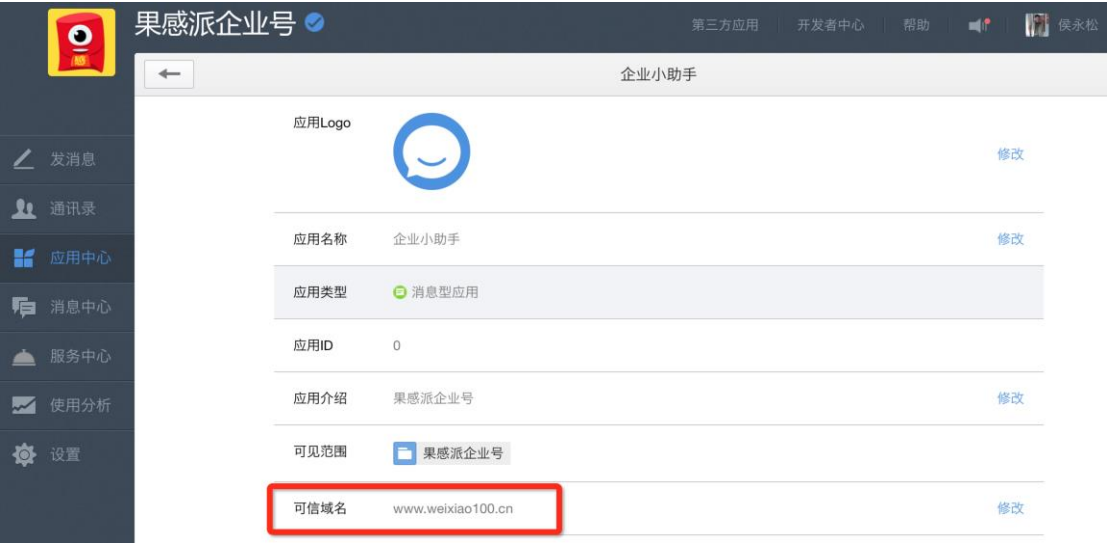 果感派企业号
第三方应用 开发者中心 帮助 侯永松
企业小助手
发消息
通讯录
应用中心
消息中心
服务中心
使用分析
设置
应用Logo 修改
应用名称 企业小助手 修改
应用类型 消息型应用
应用ID 0
应用介绍 果感派企业号 修改
可见范围 果感派企业号
可信域名 www.weixiao100.cn 修改